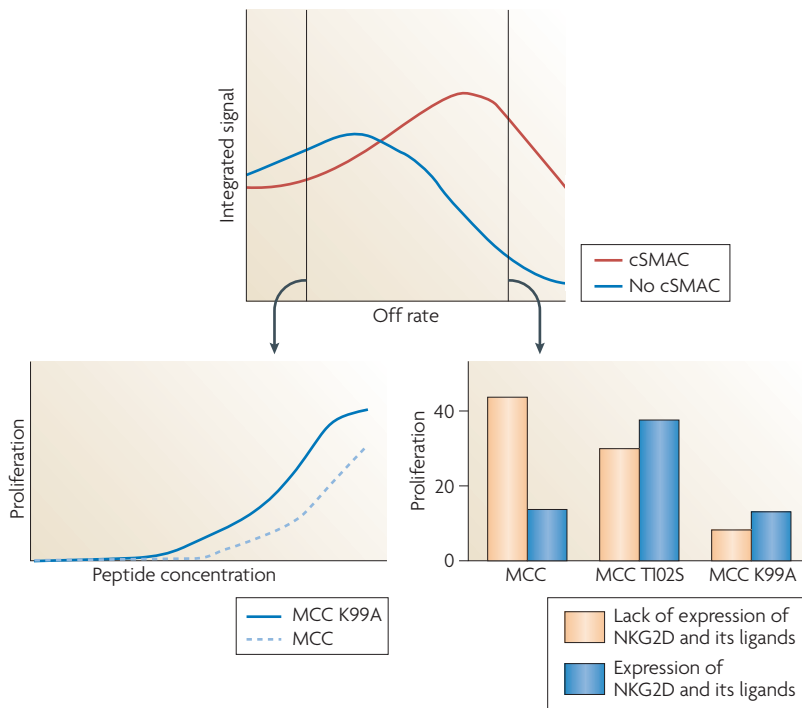 Integrated signal
Off rate
cSMAC
No cSMAC
Proliferation
Peptide concentration
MCC K99A
MCC
Proliferation
40
20
0
MCC
MCC T102S
MCC K99A
Lack of expression of
NKG2D and its ligands
Expression of
NKG2D and its ligands